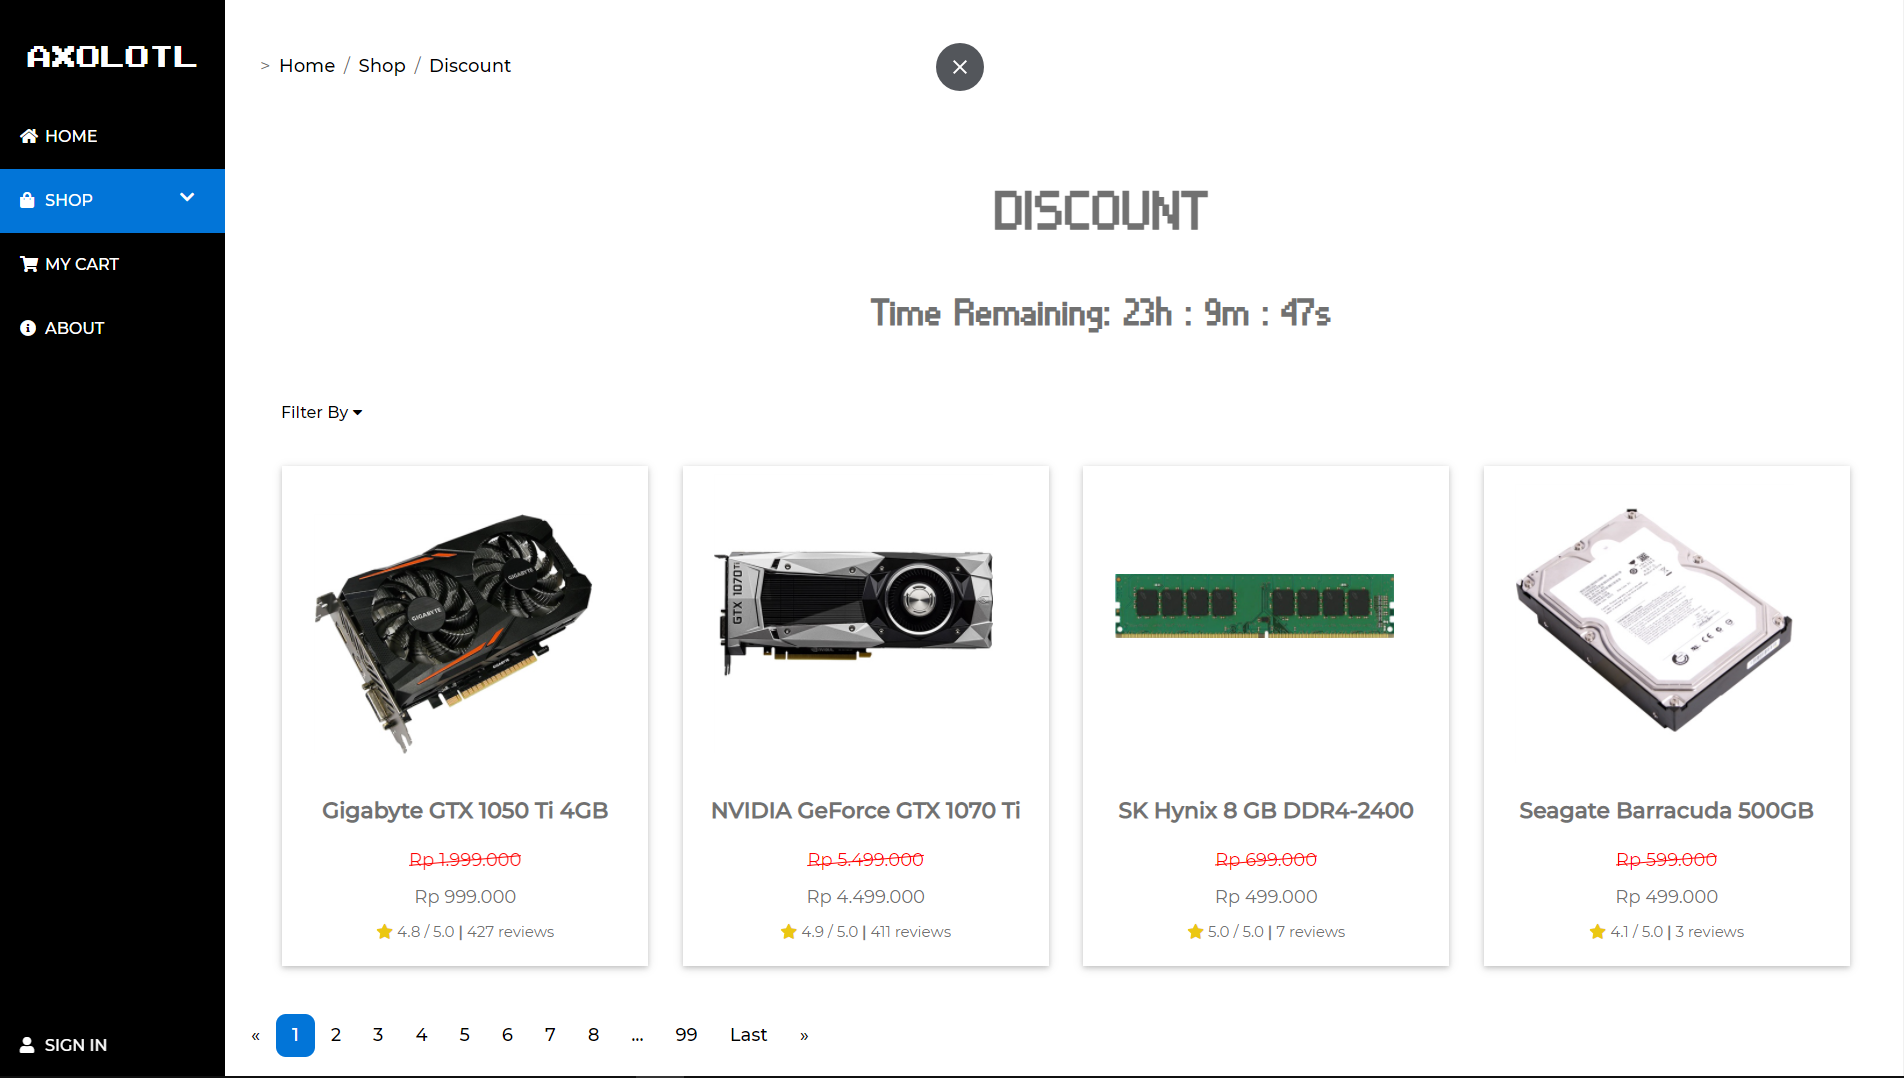 AXOLOTL
HOME
SHOP
MY CART
ABOUT
SIGN IN
> Home / Shop / Discount
DISCOUNT
Time Remaining: 23h : 9m : 47s
Filter By
GIGABYTE
GIGABYTE
GTX 1070 Ti
Gigabyte GTX 1050 Ti 4GB
Rp 1.999.000
Rp 999.000
4.8 / 5.0 | 427 reviews
NVIDIA GeForce GTX 1070 Ti
Rp 5.499.000
Rp 4.499.000
4.9 / 5.0 | 411 reviews
SK Hynix 8 GB DDR4-2400
Rp 699.000
Rp 499.000
5.0 / 5.0 | 7 reviews
Seagate Barracuda 500GB
Rp 599.000
Rp 499.000
4.1 / 5.0 | 3 reviews
« 1 2 3 4 5 6 7 8 ... 99 Last »